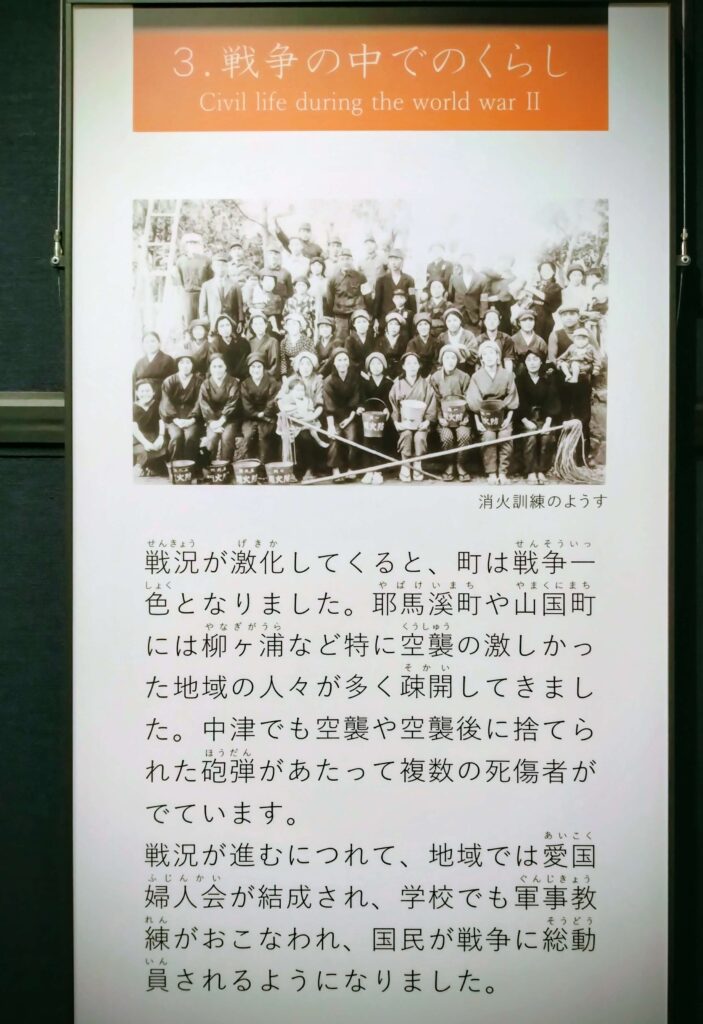 3.戦争の中でのくらし
Civil life during the world war II
消火訓練のようす
戦況が激化してくると、町は戦争一
色となりました。耶馬溪町や山国町
には柳ヶ浦など特に空襲の激しかっ
た地域の人々が多く疎開してきまし
た。中津でも空襲や空襲後に捨てら
れた砲弾があたって複数の死傷者が
でています。
戦況が進むにつれて、地域では愛国
婦人会が結成され、学校でも軍事教
練がおこなわれ、国民が戦争に総動
員されるようになりました。